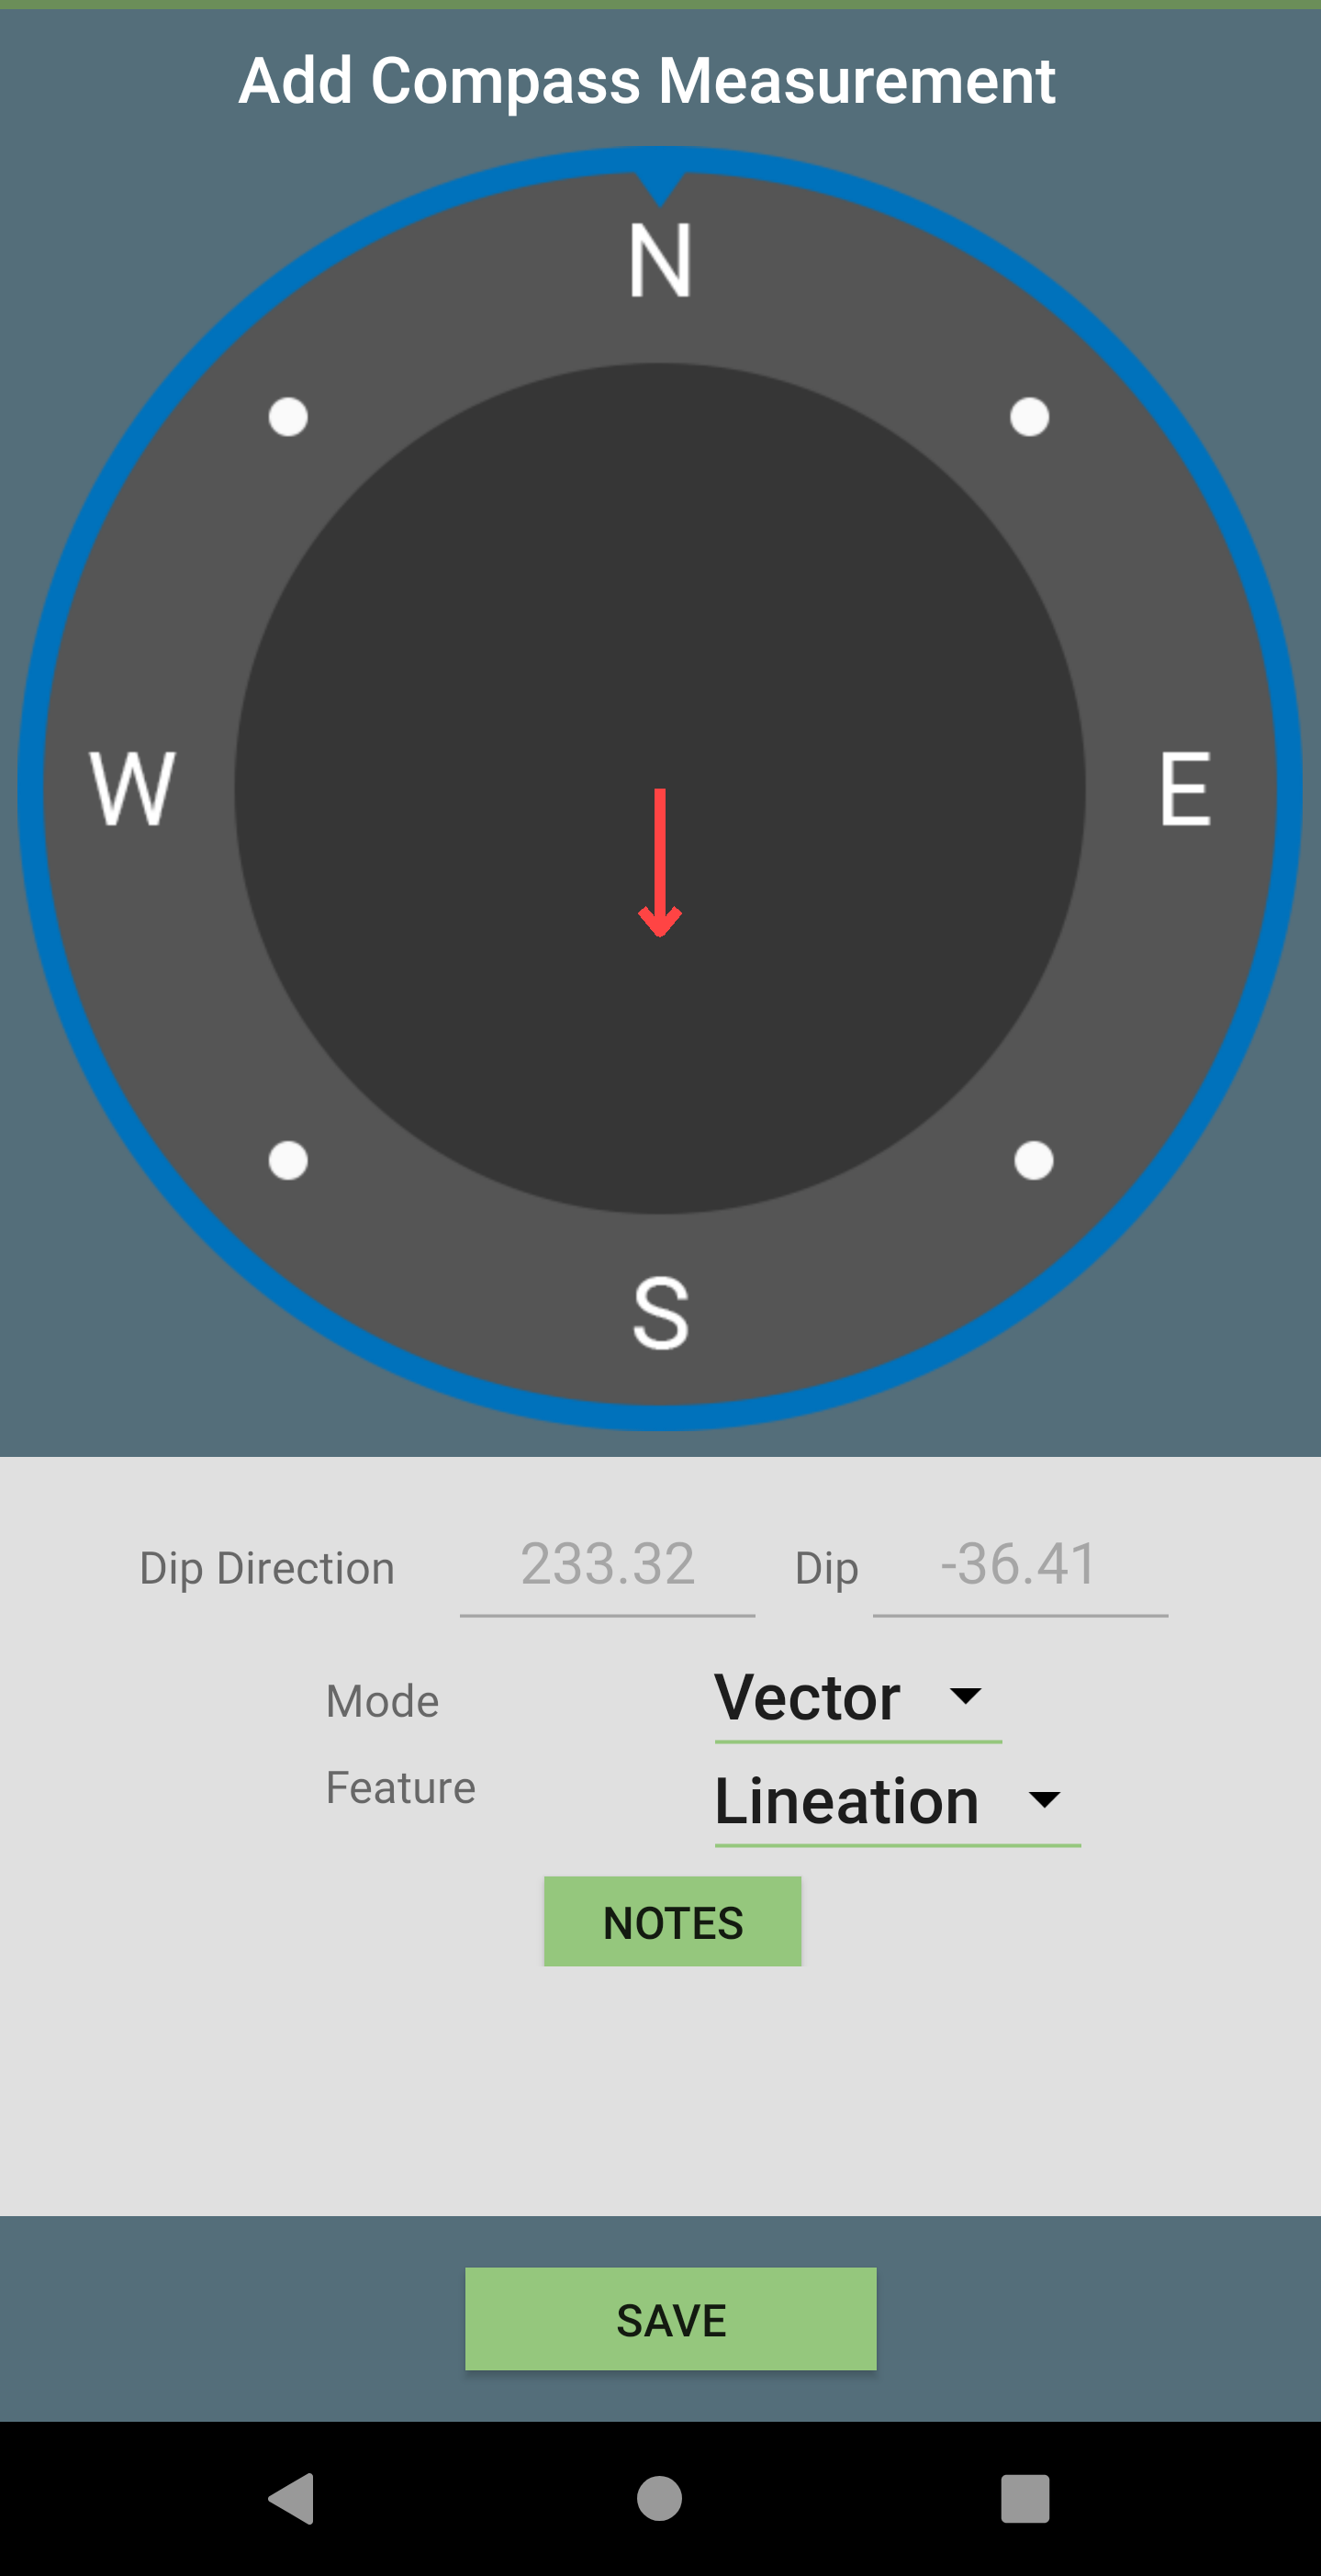 Add Compass Measurement
N
W E
S
Dip Direction 233.32 Dip -36.41
Mode Vector
Feature Lineation
NOTES
SAVE